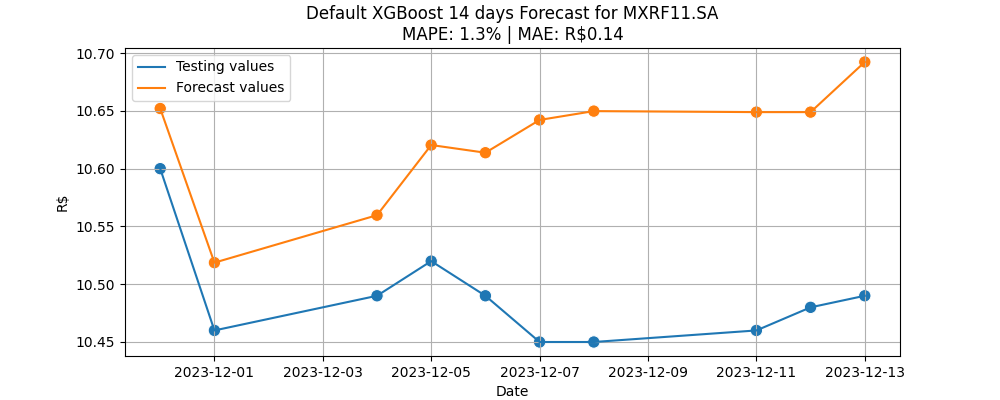 Default XGBoost 14 days Forecast for MXRF11.SA
MAPE: 1.3% | MAE: R$0.14
Testing values
Forecast values
R$
10.70
10.65
10.60
10.55
10.50
10.45
2023-12-01
2023-12-03
2023-12-05
2023-12-07
2023-12-09
2023-12-11
2023-12-13
Date